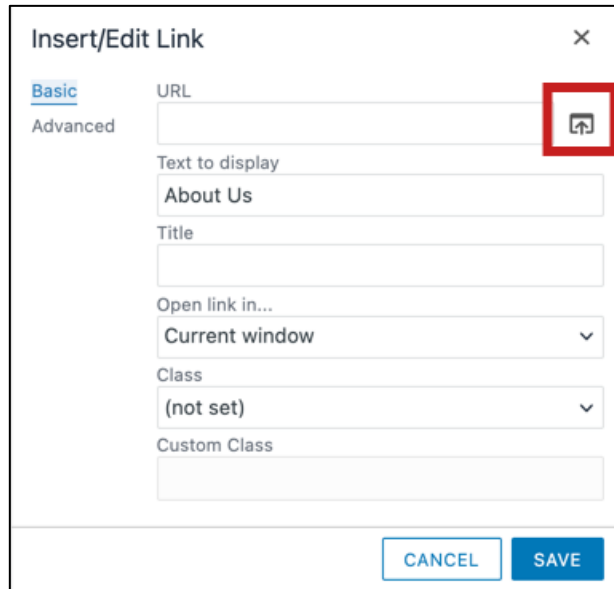 Insert/Edit Link
Basic
Advanced
URL
Text to display
About Us
Title
Open link in...
Current window
Class
(not set)
Custom Class
CANCEL
SAVE